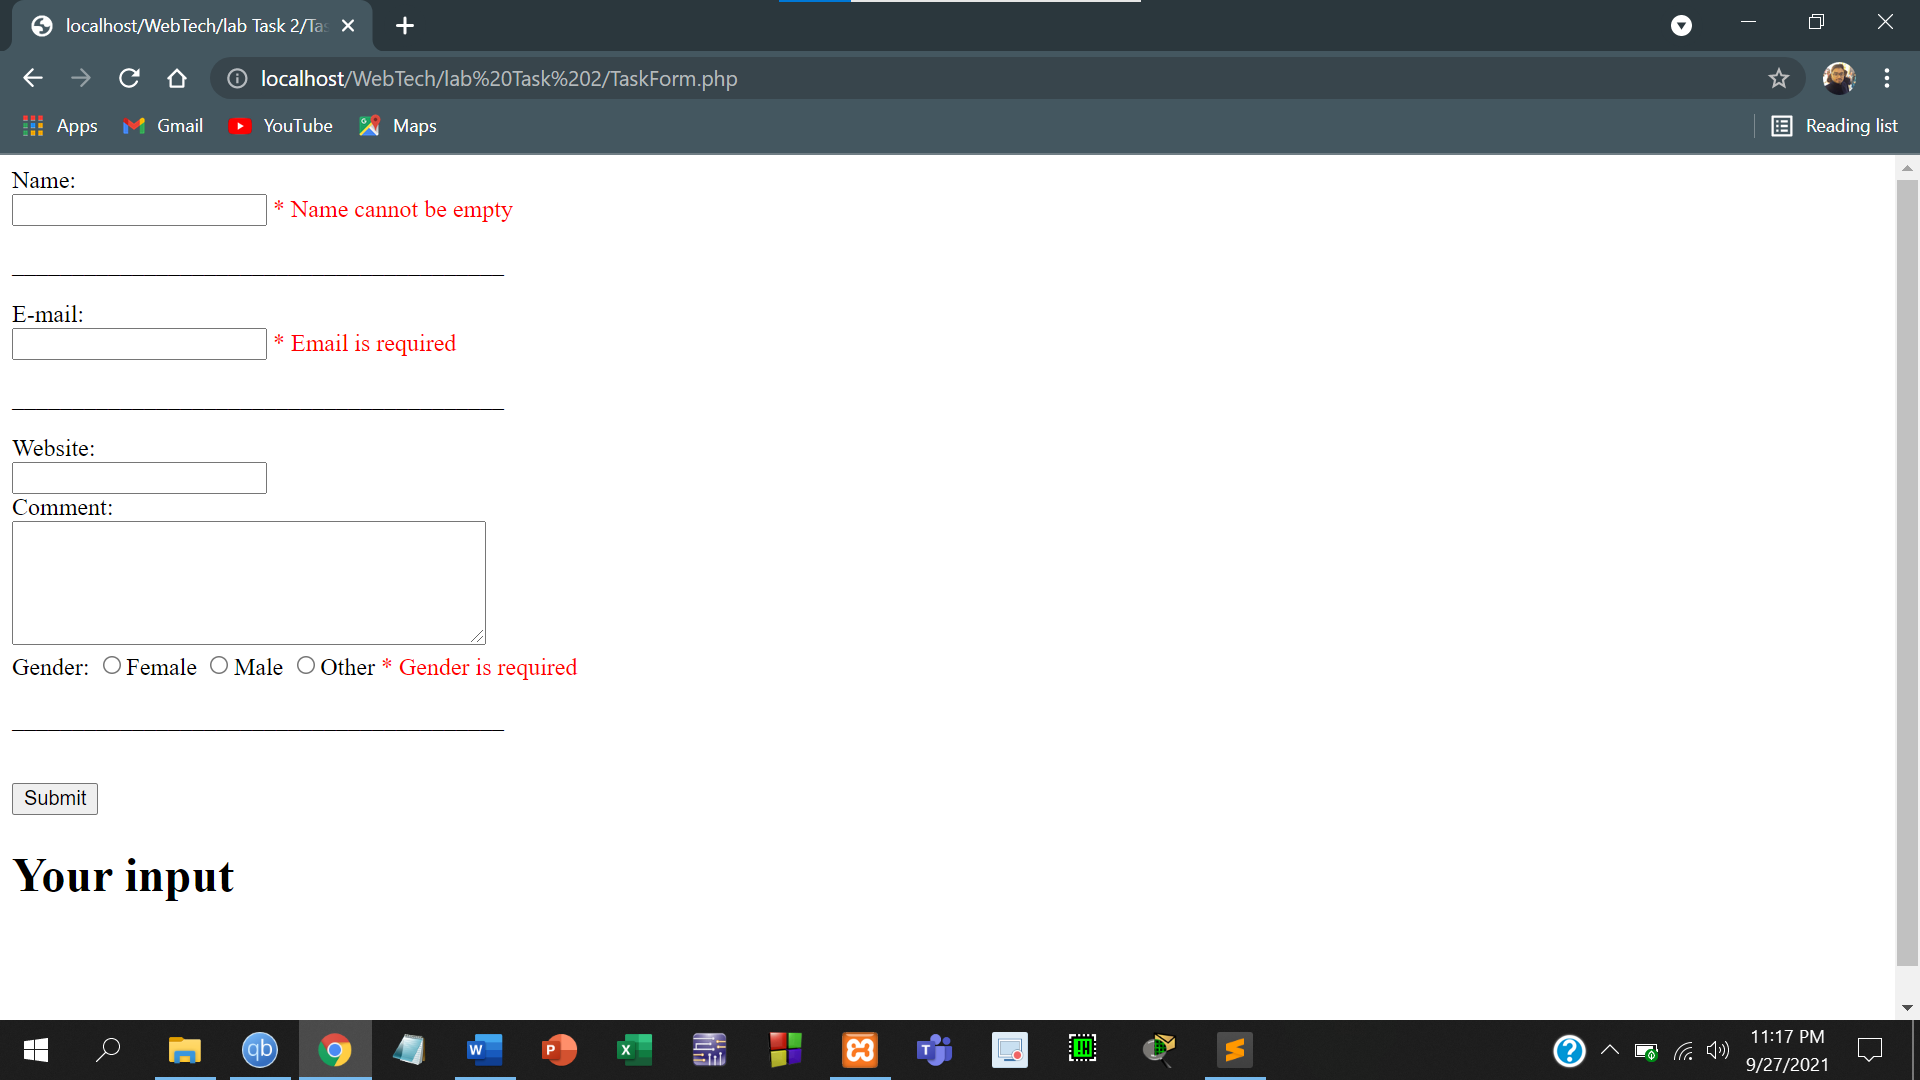 localhost/WebTech/lab Task 2/Tas
localhost/WebTech/lab%20Task%202/TaskForm.php
Apps Gmail YouTube Maps Reading list
Name:
* Name cannot be empty
E-mail:
* Email is required
Website:
Comment:
Gender: Female Male Other * Gender is required
Submit
Your input
qb W P X T S ?
11:17 PM
9/27/2021